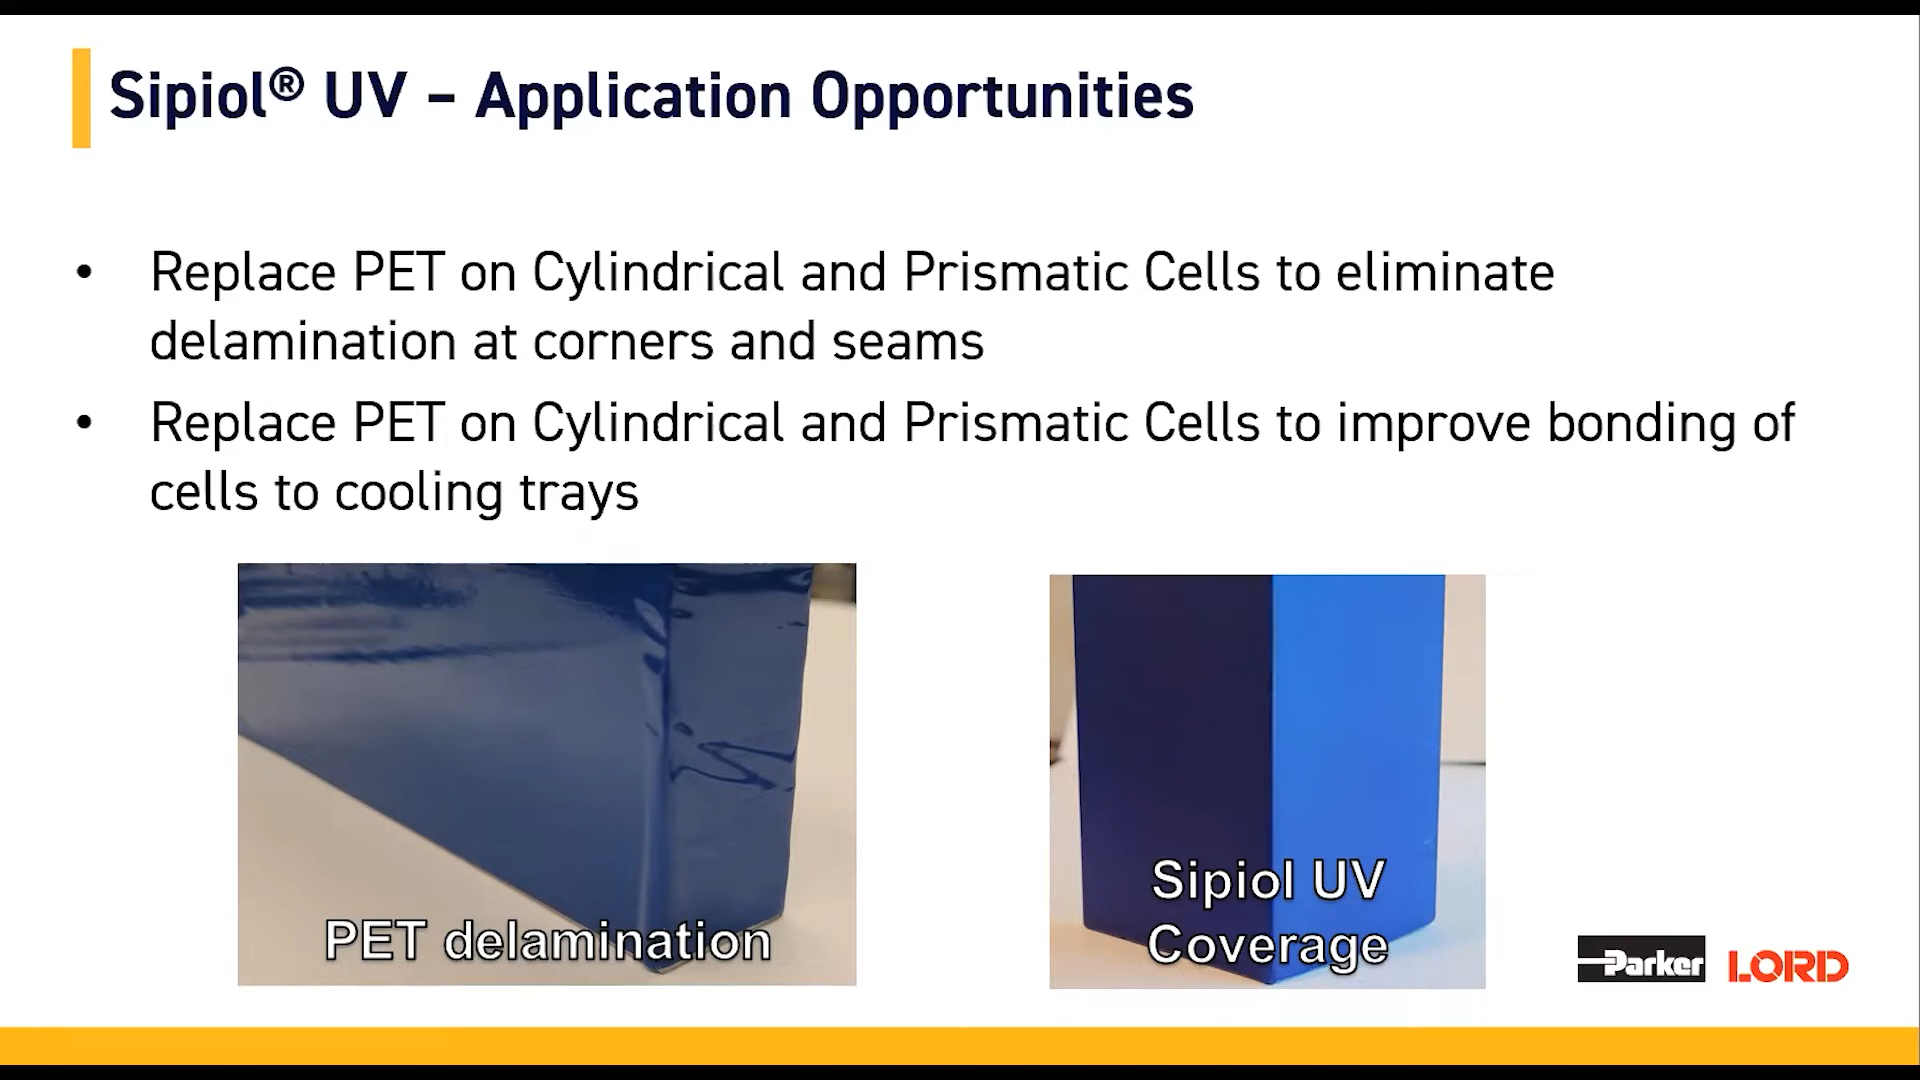 Sipiol® UV – Application Opportunities
• Replace PET on Cylindrical and Prismatic Cells to eliminate
delamination at corners and seams
• Replace PET on Cylindrical and Prismatic Cells to improve bonding of
cells to cooling trays
PET delamination
Sipiol UV
Coverage
Parker LORD